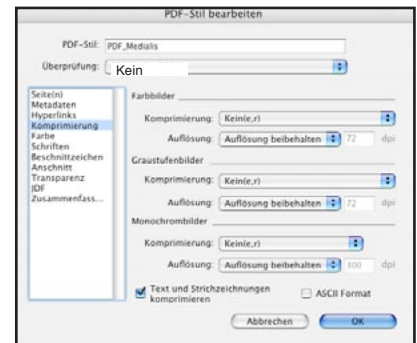 PDF-Stil bearbeiten
PDF-Stil: PDF_Medialis
Überprüfung: Kein
Seite(n)
Metadaten
Hyperlinks
Komprimierung
Farbe
Schriften
Beschnittzeichen
Anschnitt
Transparenz
JDF
Zusammenfass...
Farbbilder
Komprimierung: Kein(e,r)
Auflösung: Auflösung beibehalten 72 dpi
Graustufenbilder
Komprimierung: Kein(e,r)
Auflösung: Auflösung beibehalten 72 dpi
Monochrombilder
Komprimierung: Kein(e,r)
Auflösung: Auflösung beibehalten 300 dpi
Text und Strichzeichnungen
komprimieren
ASCII Format
Abbrechen OK